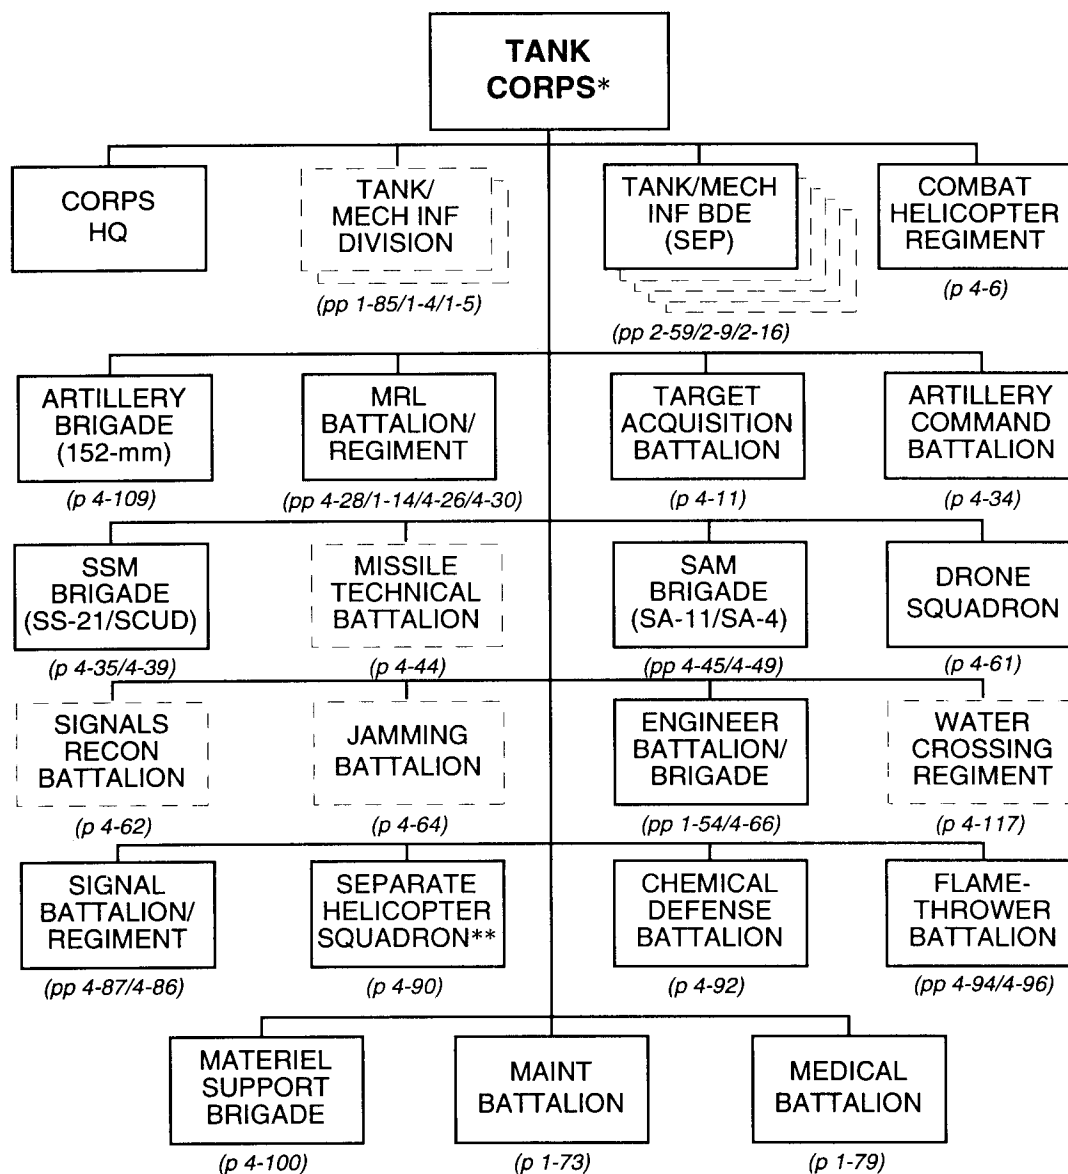 TANK
CORPS*
CORPS
HQ
TANK/
MECH INF
DIVISION
(pp 1-85/1-4/1-5)
TANK/MECH
INF BDE
(SEP)
(pp 2-59/2-9/2-16)
COMBAT
HELICOPTER
REGIMENT
(p 4-6)
ARTILLERY
BRIGADE
(152-mm)
(p 4-109)
MRL
BATTALION/
REGIMENT
(pp 4-28/1-14/4-26/4-30)
TARGET
ACQUISITION
BATTALION
(p 4-11)
ARTILLERY
COMMAND
BATTALION
(p 4-34)
SSM
BRIGADE
(SS-21/SCUD)
(p 4-35/4-39)
MISSILE
TECHNICAL
BATTALION
(p 4-44)
SAM
BRIGADE
(SA-11/SA-4)
(pp 4-45/4-49)
DRONE
SQUADRON
(p 4-61)
SIGNALS
RECON
BATTALION
(p 4-62)
JAMMING
BATTALION
(p 4-64)
ENGINEER
BATTALION/
BRIGADE
(pp 1-54/4-66)
WATER
CROSSING
REGIMENT
(p 4-117)
SIGNAL
BATTALION/
REGIMENT
(pp 4-87/4-86)
SEPARATE
HELICOPTER
SQUADRON**
(p 4-90)
CHEMICAL
DEFENSE
BATTALION
(p 4-92)
FLAME-
THROWER
BATTALION
(pp 4-94/4-96)
MATERIEL
SUPPORT
BRIGADE
(p 4-100)
MAINT
BATTALION
(p 1-73)
MEDICAL
BATTALION
(p 1-79)